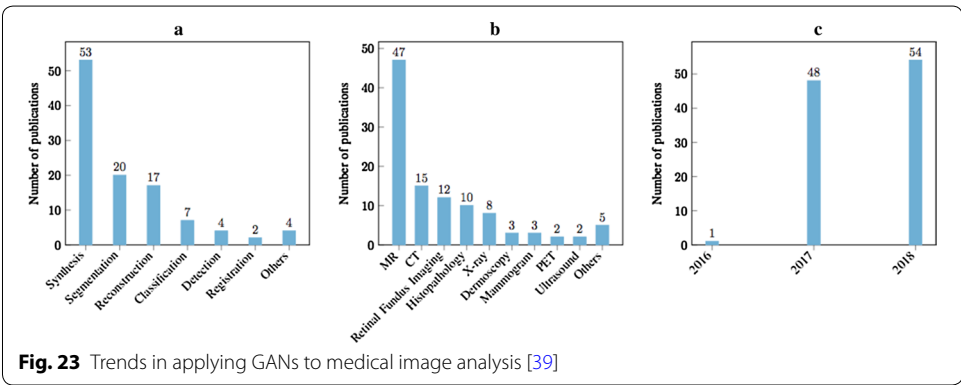 a
Number of publications
50
40
30
20
10
0
53
20
17
7
4
2
4
Synthesis
Segmentation
Reconstruction
Classification
Detection
Registration
Others
b
Number of publications
50
40
30
20
10
0
47
15
12
10
8
3
3
2
2
5
MR
CT
Retinal Fundus Imaging
Histopathology
X-ray
Dermoscopy
Mammogram
PET
Ultrasound
Others
c
Number of publications
50
40
30
20
10
0
1
48
54
2016
2017
2018
Fig. 23 Trends in applying GANs to medical image analysis [39]